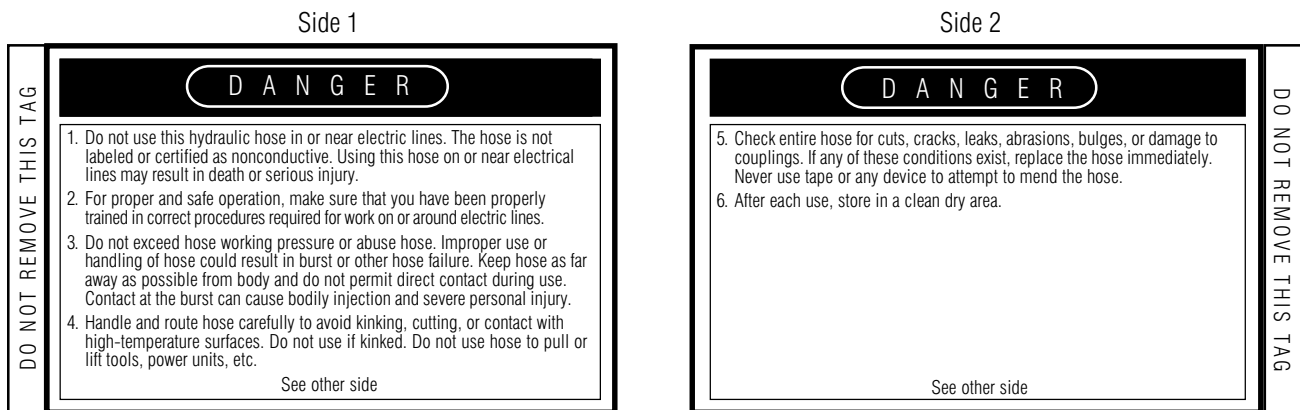 Side 1
DO NOT REMOVE THIS TAG
D A N G E R
1. Do not use this hydraulic hose in or near electric lines. The hose is not
labeled or certified as nonconductive. Using this hose on or near electrical
lines may result in death or serious injury.
2. For proper and safe operation, make sure that you have been properly
trained in correct procedures required for work on or around electric lines.
3. Do not exceed hose working pressure or abuse hose. Improper use or
handling of hose could result in burst or other hose failure. Keep hose as far
away as possible from body and do not permit direct contact during use.
Contact at the burst can cause bodily injection and severe personal injury.
4. Handle and route hose carefully to avoid kinking, cutting, or contact with
high-temperature surfaces. Do not use if kinked. Do not use hose to pull or
lift tools, power units, etc.
See other side
Side 2
D A N G E R
5. Check entire hose for cuts, cracks, leaks, abrasions, bulges, or damage to
couplings. If any of these conditions exist, replace the hose immediately.
Never use tape or any device to attempt to mend the hose.
6. After each use, store in a clean dry area.
See other side
DO NOT REMOVE THIS TAG